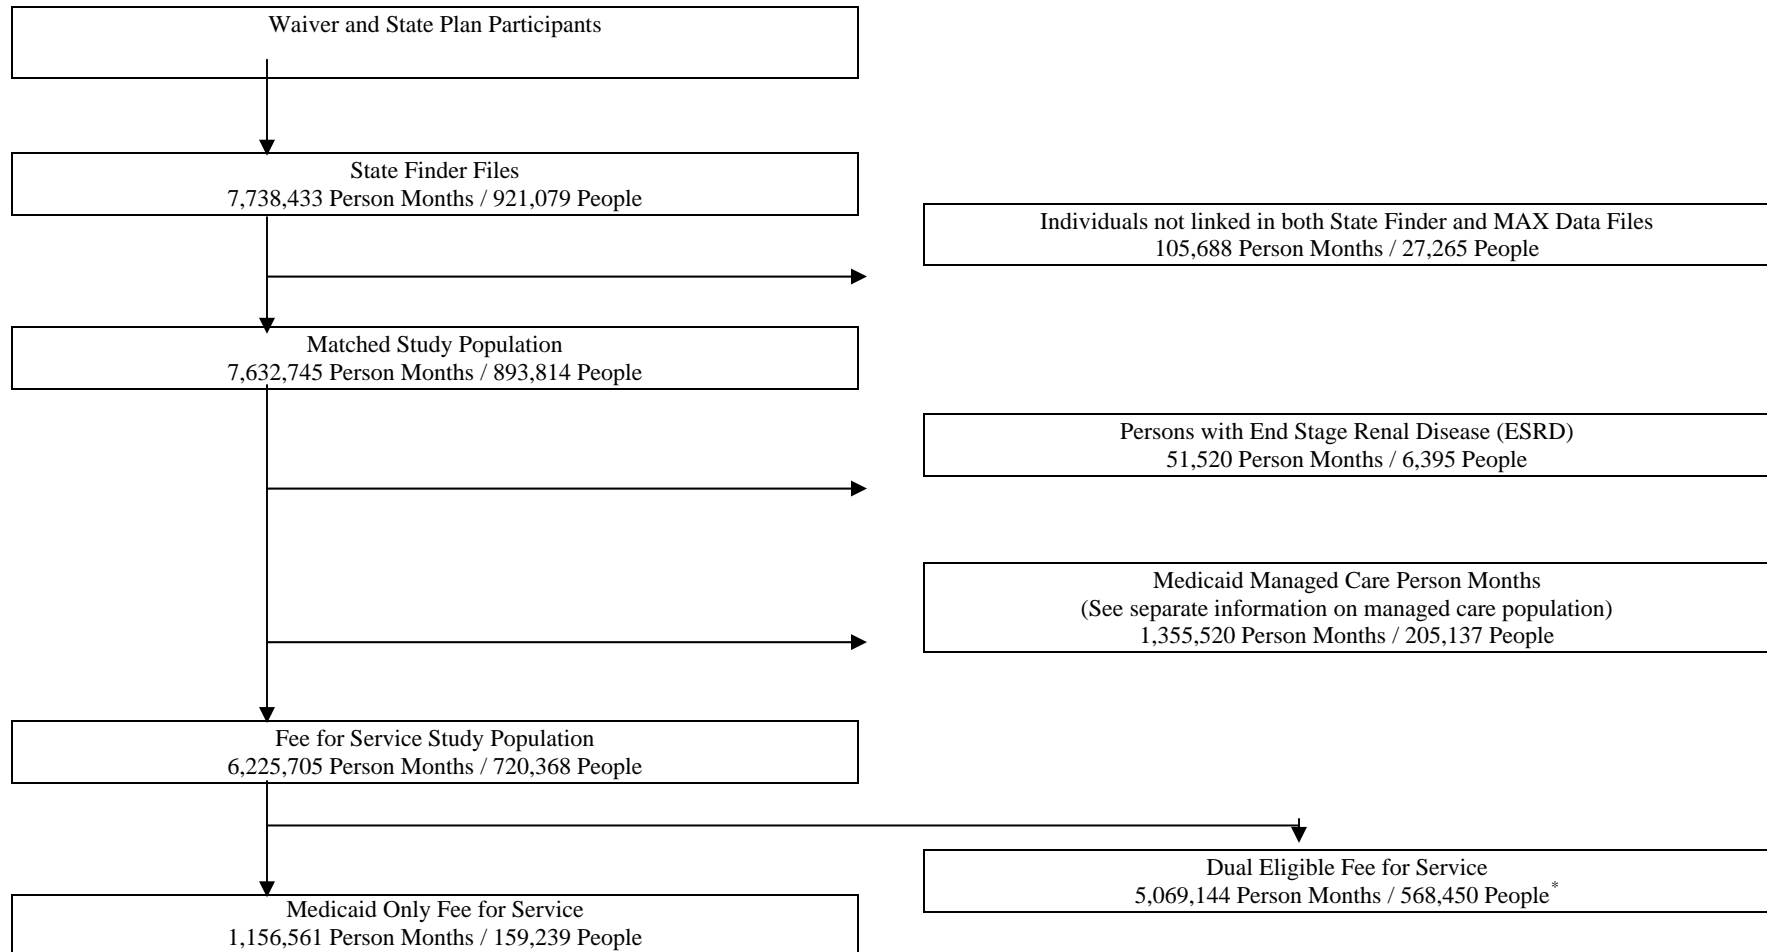 Waiver and State Plan Participants
State Finder Files
7,738,433 Person Months / 921,079 People
Individuals not linked in both State Finder and MAX Data Files
105,688 Person Months / 27,265 People
Matched Study Population
7,632,745 Person Months / 893,814 People
Persons with End Stage Renal Disease (ESRD)
51,520 Person Months / 6,395 People
Medicaid Managed Care Person Months
(See separate information on managed care population)
1,355,520 Person Months / 205,137 People
Fee for Service Study Population
6,225,705 Person Months / 720,368 People
Dual Eligible Fee for Service
5,069,144 Person Months / 568,450 People*
Medicaid Only Fee for Service
1,156,561 Person Months / 159,239 People